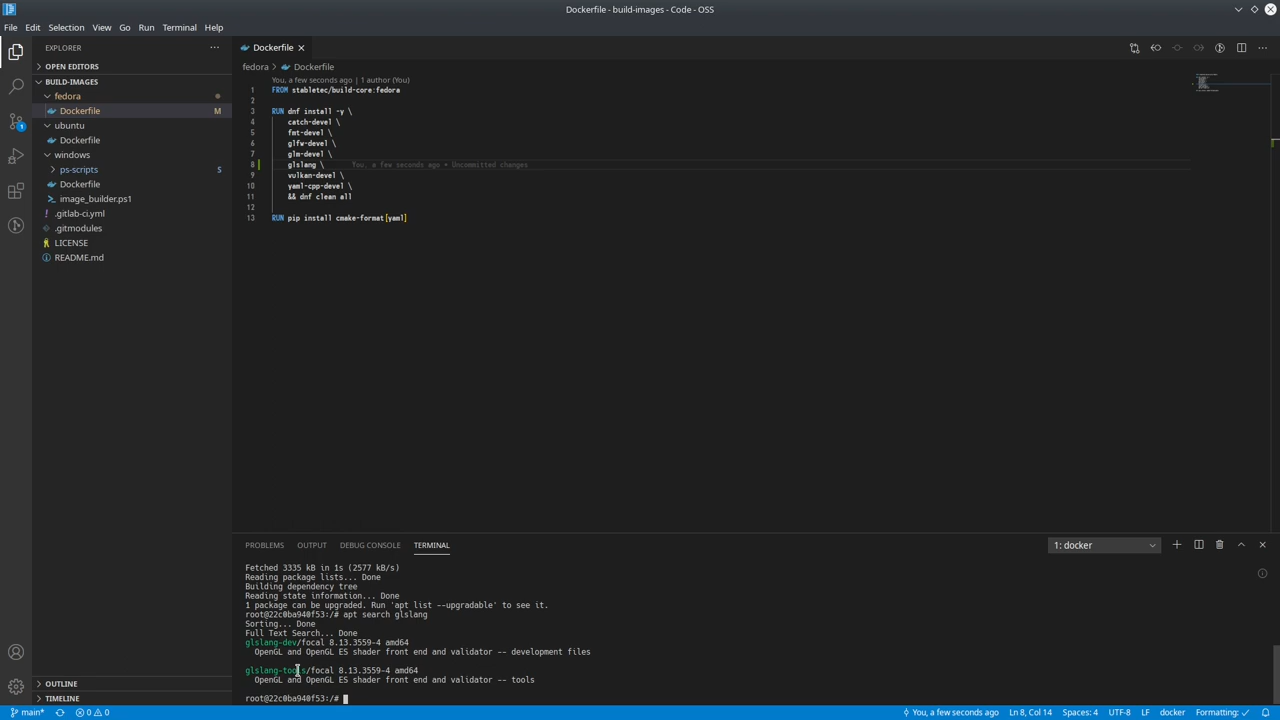 Dockerfile - build-images - Code - OSS
File Edit Selection View Go Run Terminal Help
EXPLORER
OPEN EDITORS
BUILD-IMAGES
fedora
Dockerfile M
ubuntu
Dockerfile
windows
ps-scripts S
Dockerfile
image_builder.ps1
.gitlab-ci.yml
.gitmodules
LICENSE
README.md
OUTLINE
TIMELINE
1
Dockerfile
fedora > Dockerfile
You, a few seconds ago | 1 author (You)
1 FROM stabletec/build-core:fedora
2
3 RUN dnf install -y \
4 catch-devel \
5 fmt-devel \
6 glfw-devel \
7 glm-devel \
8 glslang \ You, a few seconds ago • Uncommitted changes
9 vulkan-devel \
10 yaml-cpp-devel \
11 && dnf clean all
12
13 RUN pip install cmake-format[yaml]
PROBLEMS OUTPUT DEBUG CONSOLE TERMINAL 1: docker
Fetched 3335 kB in 1s (2577 kB/s)
Reading package lists... Done
Building dependency tree
Reading state information... Done
1 package can be upgraded. Run 'apt list --upgradable' to see it.
root@22c0ba940f53:/# apt search glslang
Sorting... Done
Full Text Search... Done
glslang-dev/focal 8.13.3559-4 amd64
OpenGL and OpenGL ES shader front end and validator -- development files
glslang-tools/focal 8.13.3559-4 amd64
OpenGL and OpenGL ES shader front end and validator -- tools
root@22c0ba940f53:/#
main* 0 0 You, a few seconds ago Ln 8, Col 14 Spaces: 4 UTF-8 LF docker Formatting: ✓